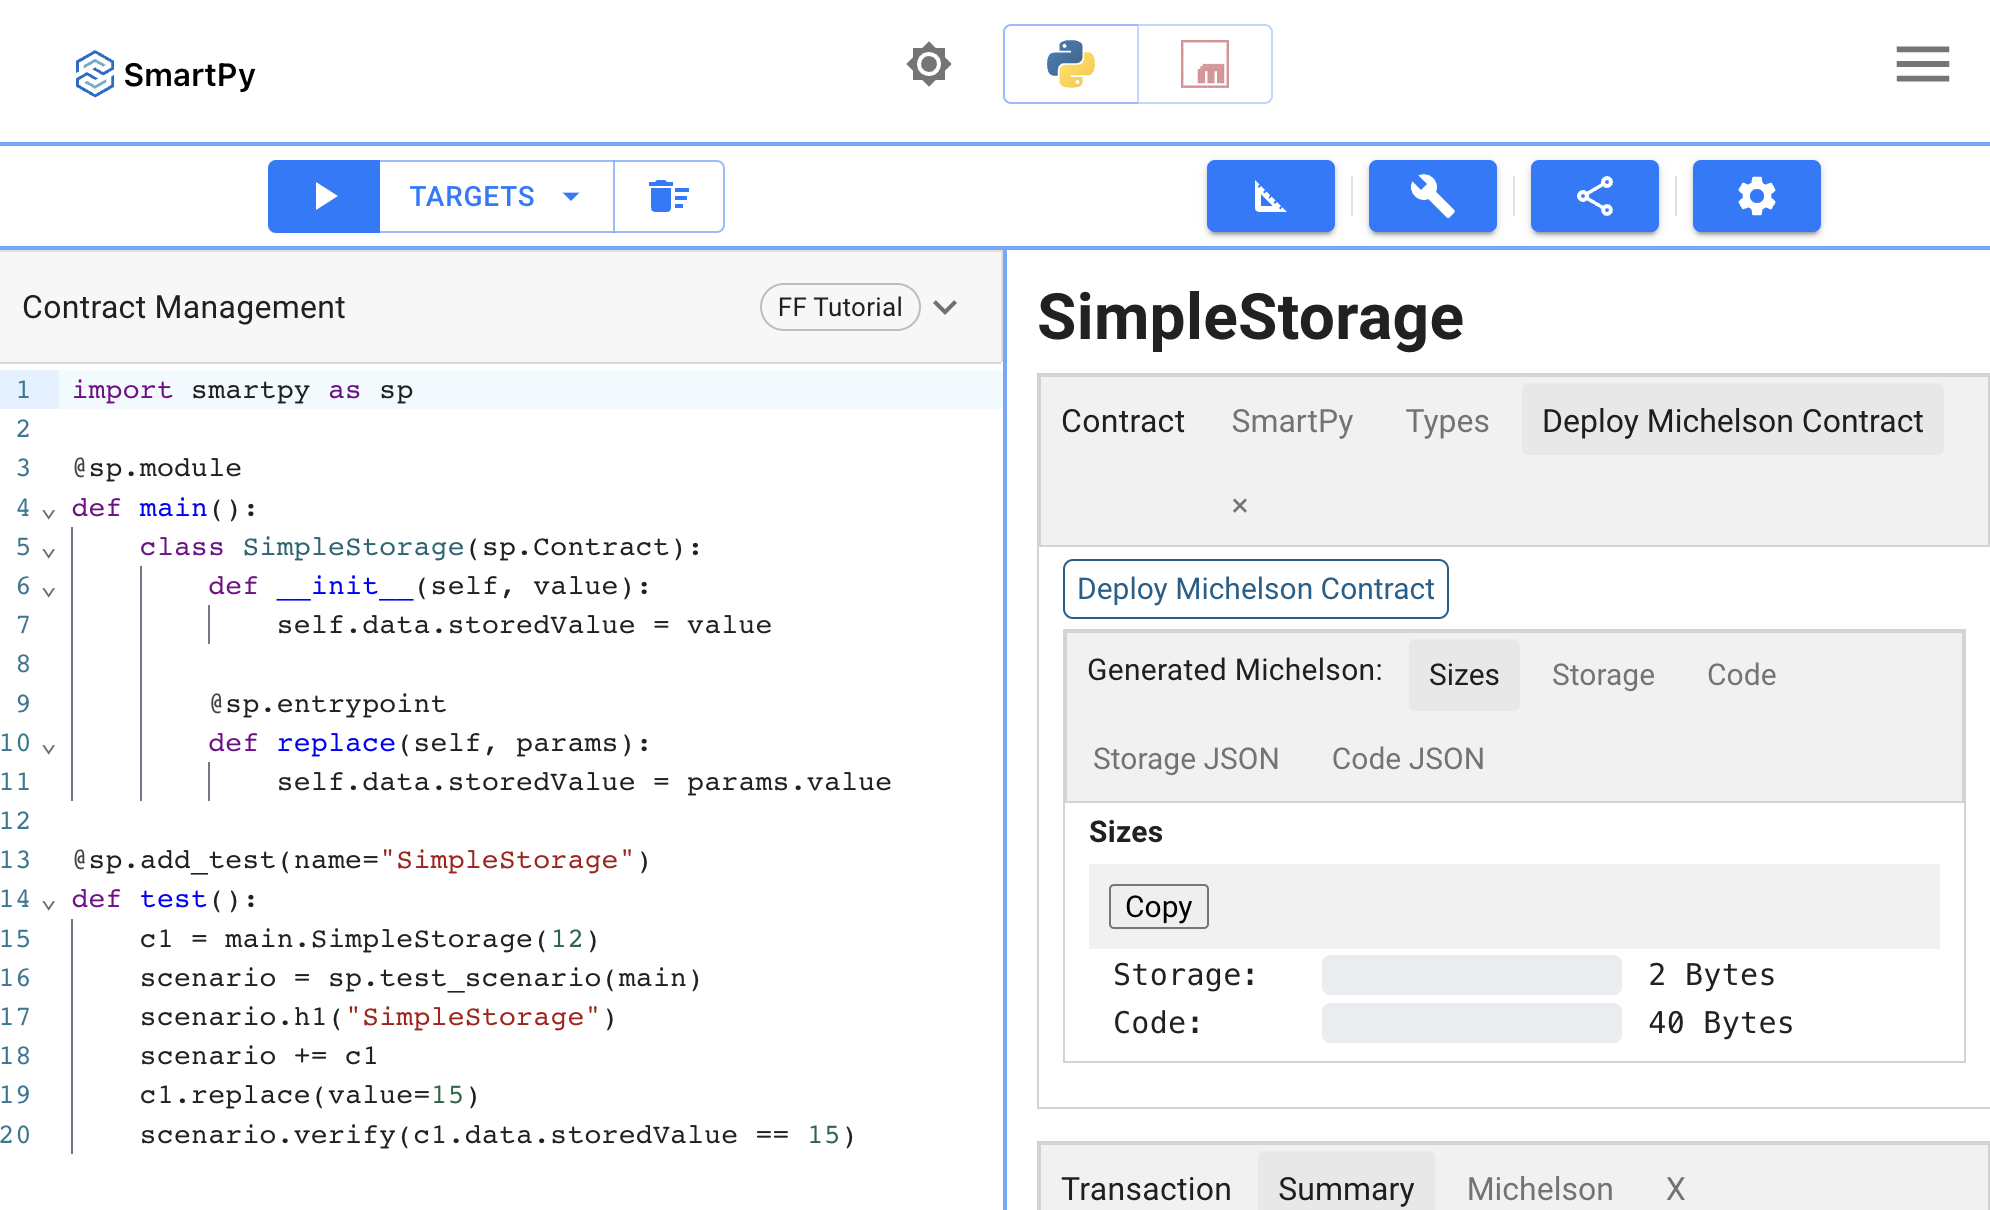 SmartPy
TARGETS
Contract Management
FF Tutorial
1 import smartpy as sp
2
3 @sp.module
4 def main():
5     class SimpleStorage(sp.Contract):
6         def __init__(self, value):
7             self.data.storedValue = value
8
9         @sp.entrypoint
10         def replace(self, params):
11             self.data.storedValue = params.value
12
13 @sp.add_test(name="SimpleStorage")
14 def test():
15     c1 = main.SimpleStorage(12)
16     scenario = sp.test_scenario(main)
17     scenario.h1("SimpleStorage")
18     scenario += c1
19     c1.replace(value=15)
20     scenario.verify(c1.data.storedValue == 15)
SimpleStorage
Contract SmartPy Types Deploy Michelson Contract
×
Deploy Michelson Contract
Generated Michelson: Sizes Storage Code
Storage JSON Code JSON
Sizes
Copy
Storage: 2 Bytes
Code: 40 Bytes
Transaction Summary Michelson X